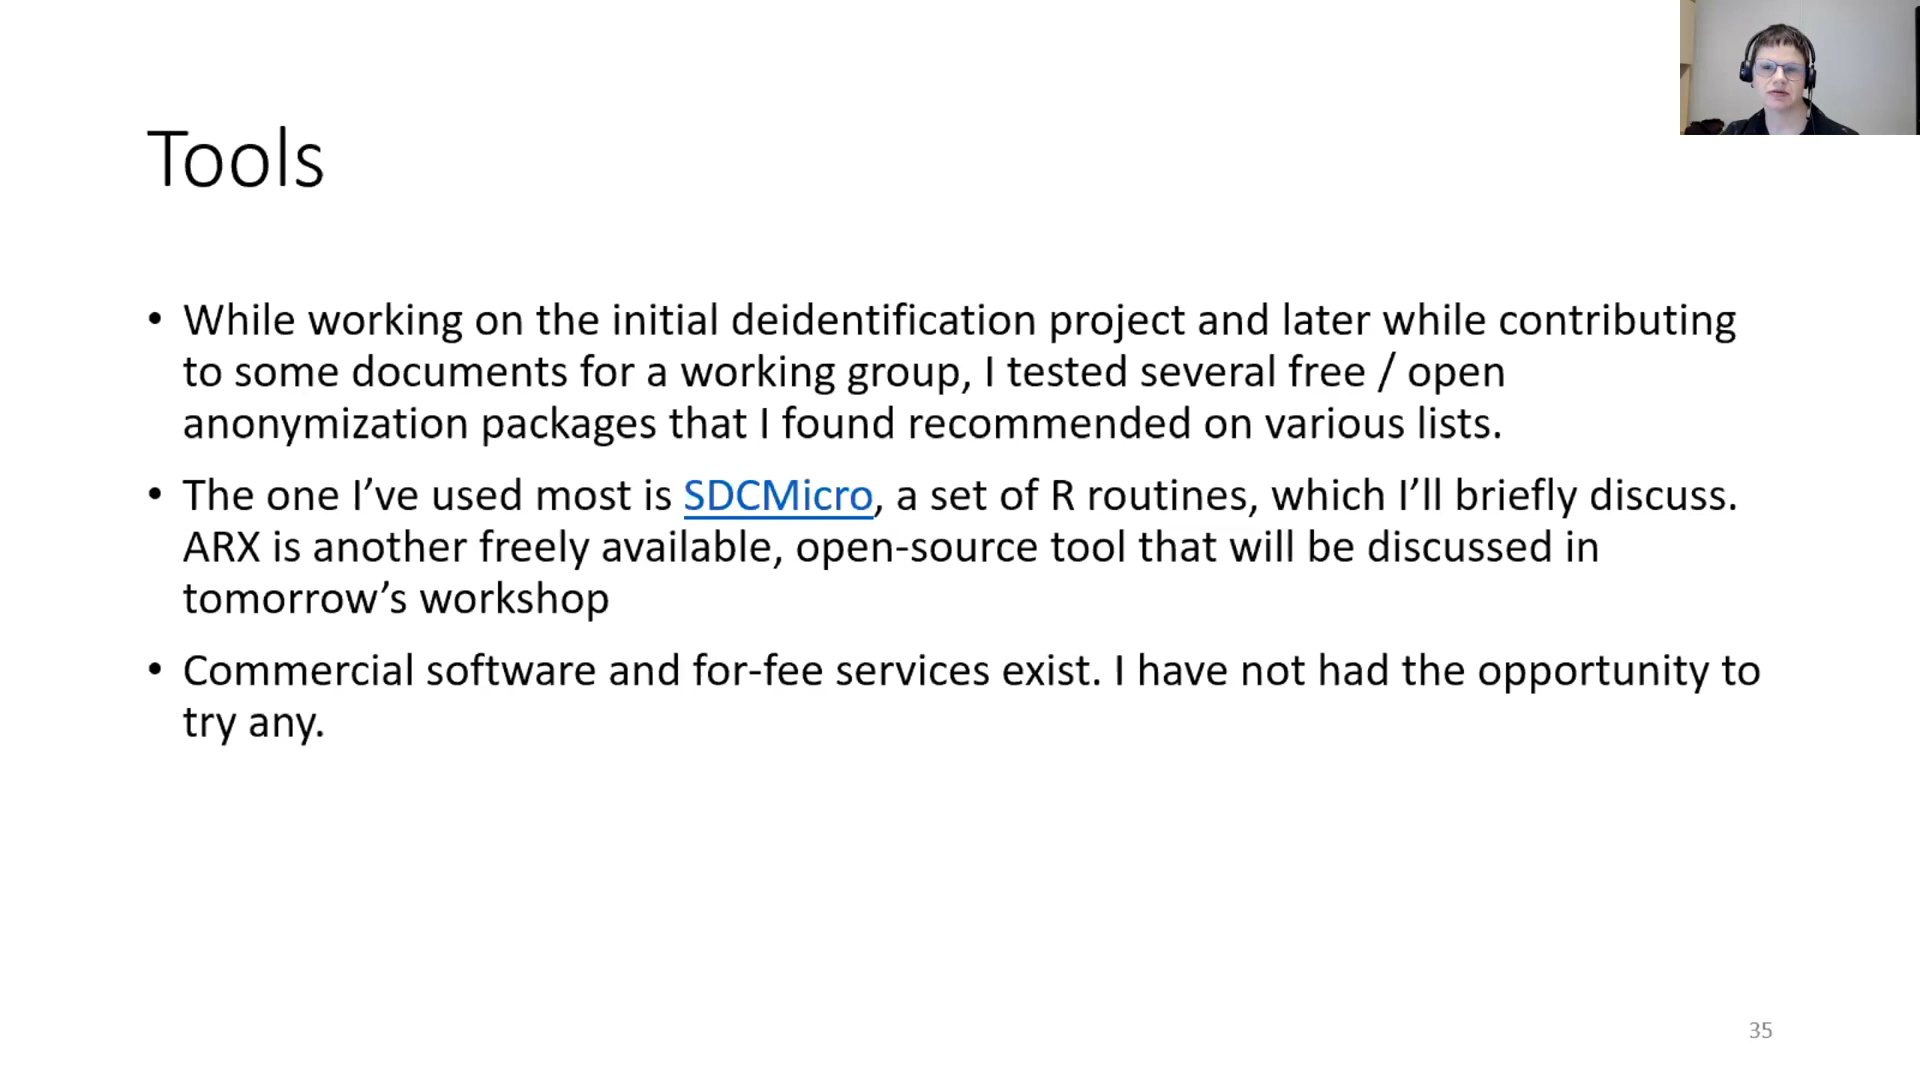 Tools
• While working on the initial deidentification project and later while contributing
to some documents for a working group, I tested several free / open
anonymization packages that I found recommended on various lists.
• The one I’ve used most is SDCMicro, a set of R routines, which I’ll briefly discuss.
ARX is another freely available, open-source tool that will be discussed in
tomorrow’s workshop
• Commercial software and for-fee services exist. I have not had the opportunity to
try any.
35